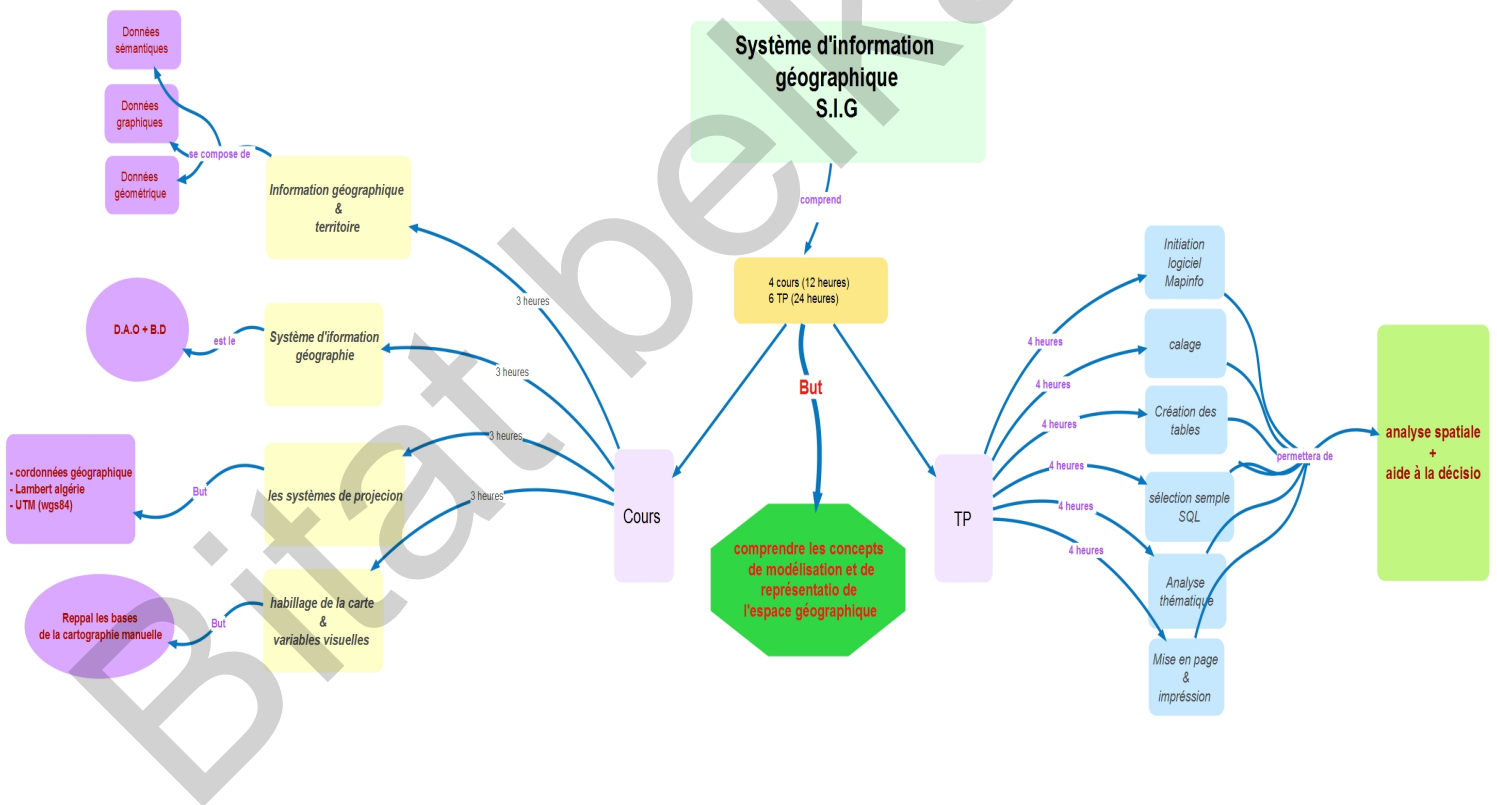 Système d'information
géographique
S.I.G
comprend
4 cours (12 heures)
6 TP (24 heures)
But
comprendre les concepts
de modélisation et de
représentatio de
l'espace géographique
Cours
3 heures
3 heures
3 heures
3 heures
Information géographique
&
territoire
se compose de
Données
sémantiques
Données
graphiques
Données
géométrique
Système d'iformation
géographie
est le
D.A.O + B.D
les systèmes de projecion
But
- cordonnées géographique
- Lambert algérie
- UTM (wgs84)
habillage de la carte
&
variables visuelles
But
Reppal les bases
de la cartographie manuelle
TP
4 heures
4 heures
4 heures
4 heures
4 heures
4 heures
Initiation
logiciel
Mapinfo
calage
Création des
tables
sélection semple
SQL
Analyse
thématique
Mise en page
&
impréssion
permettera de
analyse spatiale
+
aide à la décisio
Bitat belk